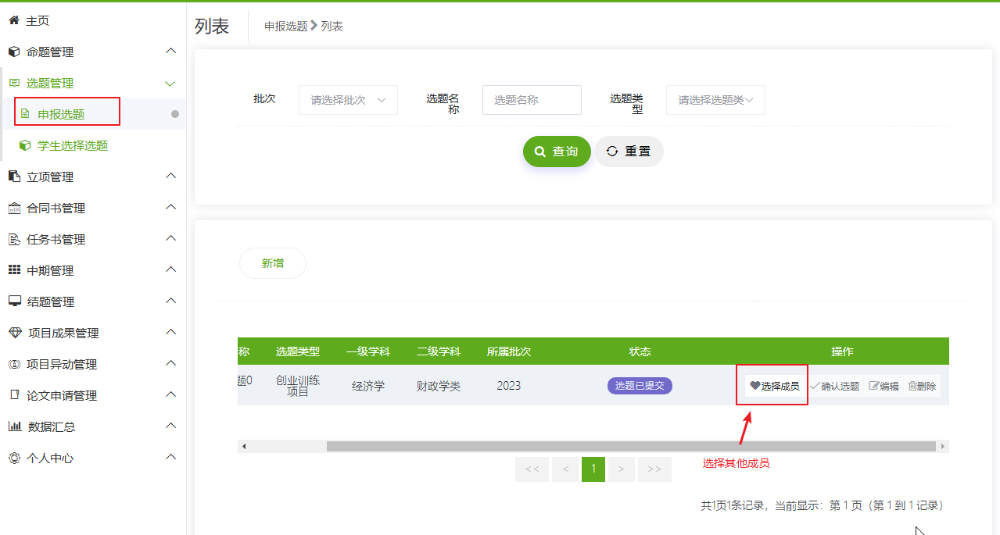 主页
命题管理
选题管理
申报选题
学生选择选题
立项管理
合同书管理
任务书管理
中期管理
结题管理
项目成果管理
项目异动管理
论文申请管理
数据汇总
个人中心
列表
申报选题 列表
批次 请选择批次 选题名称 选题名称 选题类型 请选择选题类
查询 重置
新增
称 选题类型 一级学科 二级学科 所属批次 状态 操作
题0 创业训练项目 经济学 财政学类 2023 选题已提交 选择成员 确认选题 编辑 删除
<< < 1 > >>
选择其他成员
共1页1条记录，当前显示：第 1 页（第 1 到 1 记录）